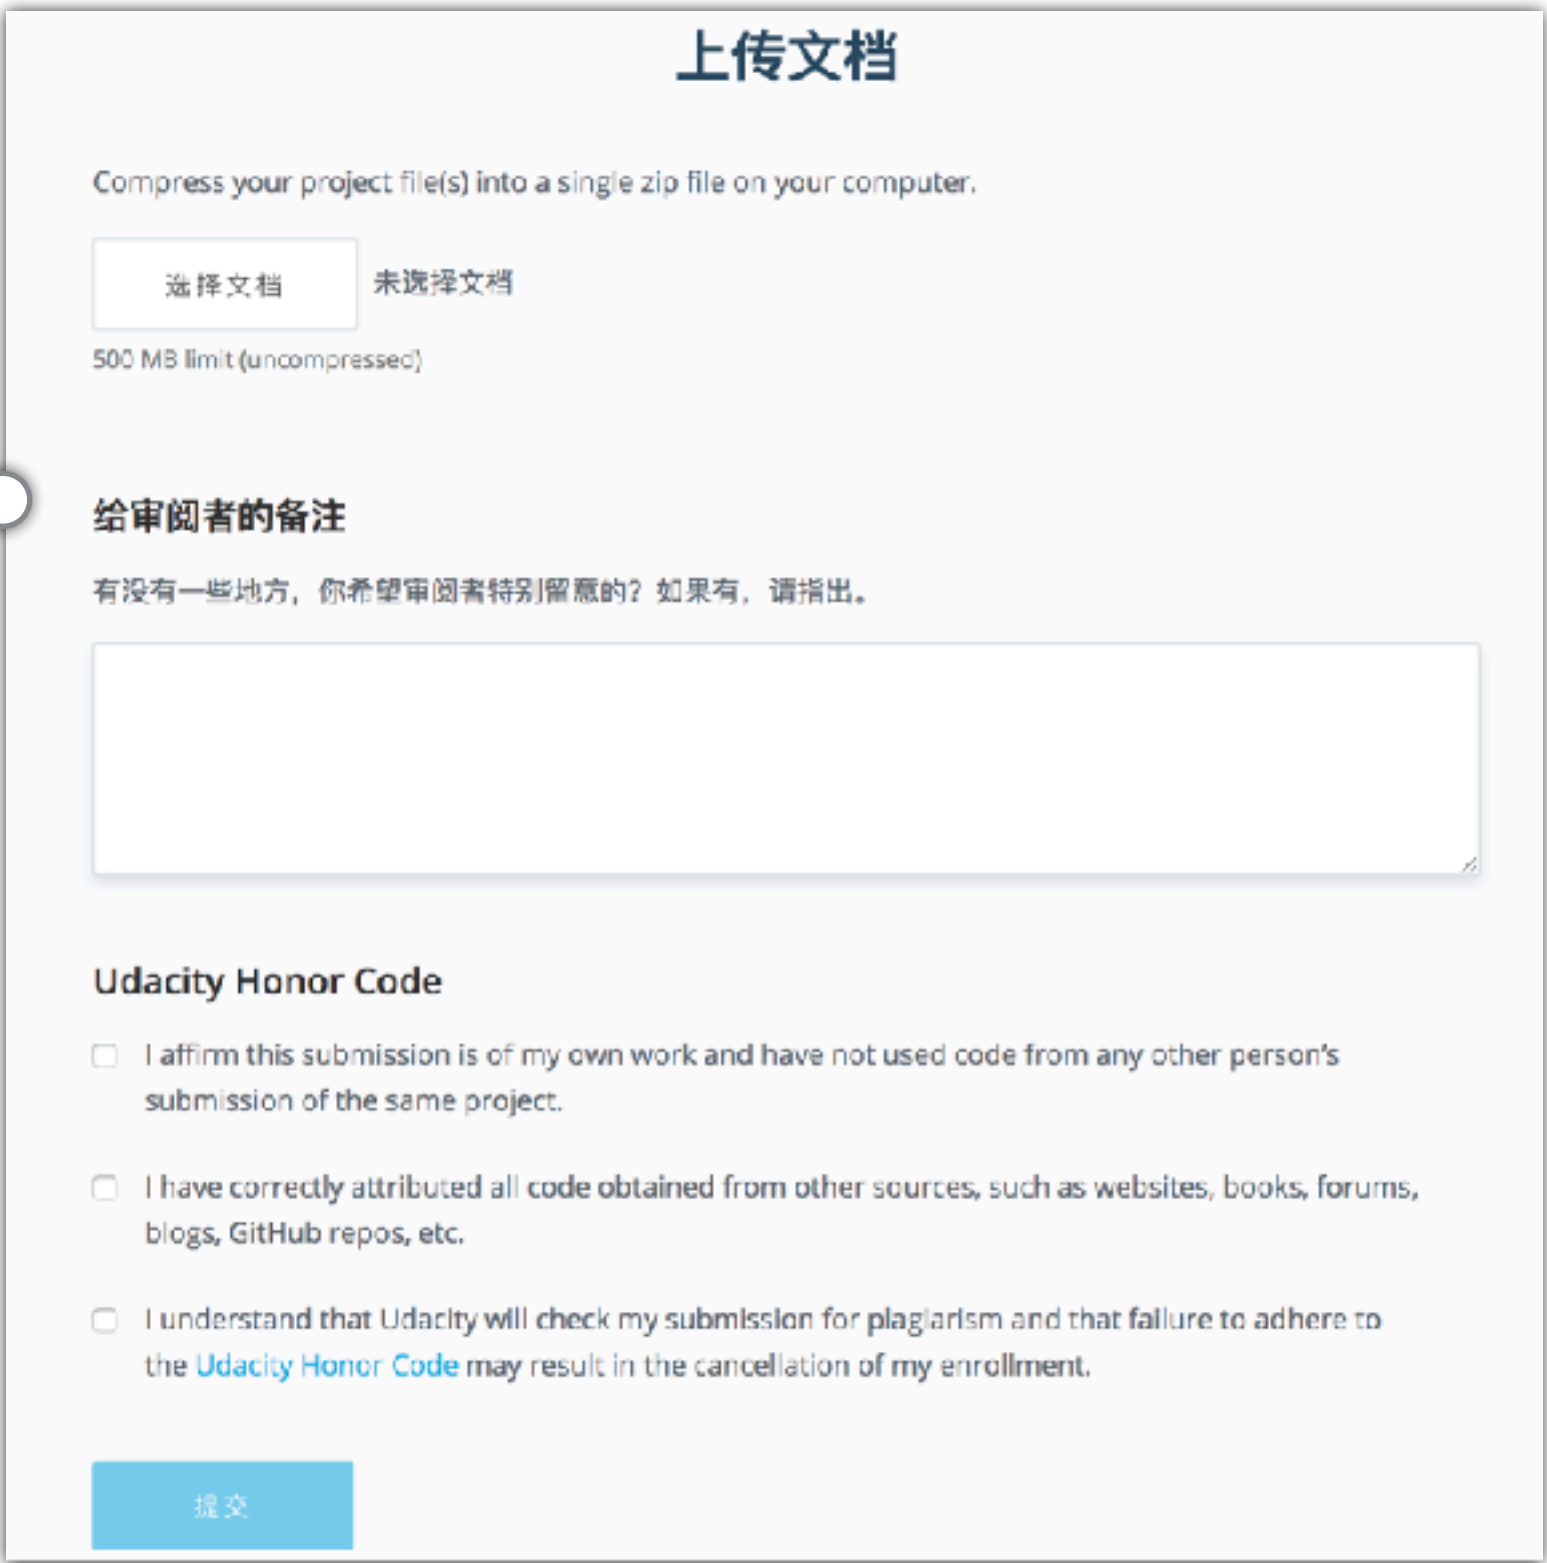 上传文档
Compress your project file(s) into a single zip file on your computer.
选择文档 未选择文档
500 MB limit (uncompressed)
给审阅者的备注
有没有一些地方，你希望审阅者特别留意的？如果有，请指出。
Udacity Honor Code
I affirm this submission is of my own work and have not used code from any other person's
submission of the same project.
I have correctly attributed all code obtained from other sources, such as websites, books, forums,
blogs, GitHub repos, etc.
I understand that Udacity will check my submission for plagiarism and that failure to adhere to
the Udacity Honor Code may result in the cancellation of my enrollment.
提交